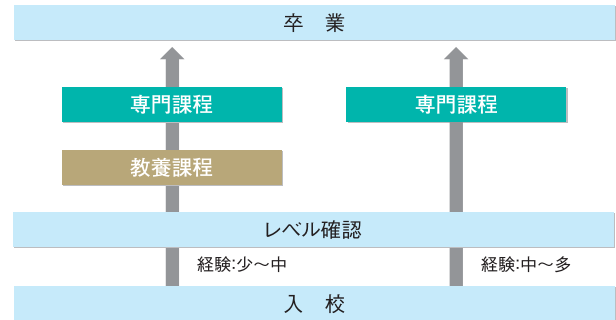 卒　業
専門課程
専門課程
教養課程
レベル確認
経験:少〜中
経験:中〜多
入　校